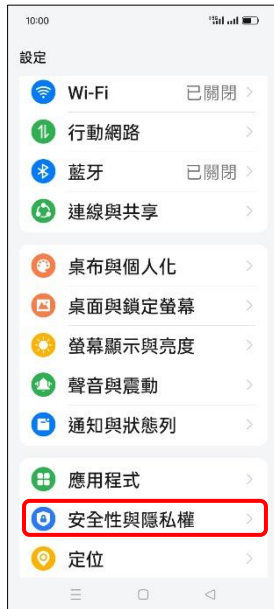 10:00
設定
Wi-Fi 已關閉
行動網路
藍牙 已關閉
連線與共享
桌布與個人化
桌面與鎖定螢幕
螢幕顯示與亮度
聲音與震動
通知與狀態列
應用程式
安全性與隱私權
定位